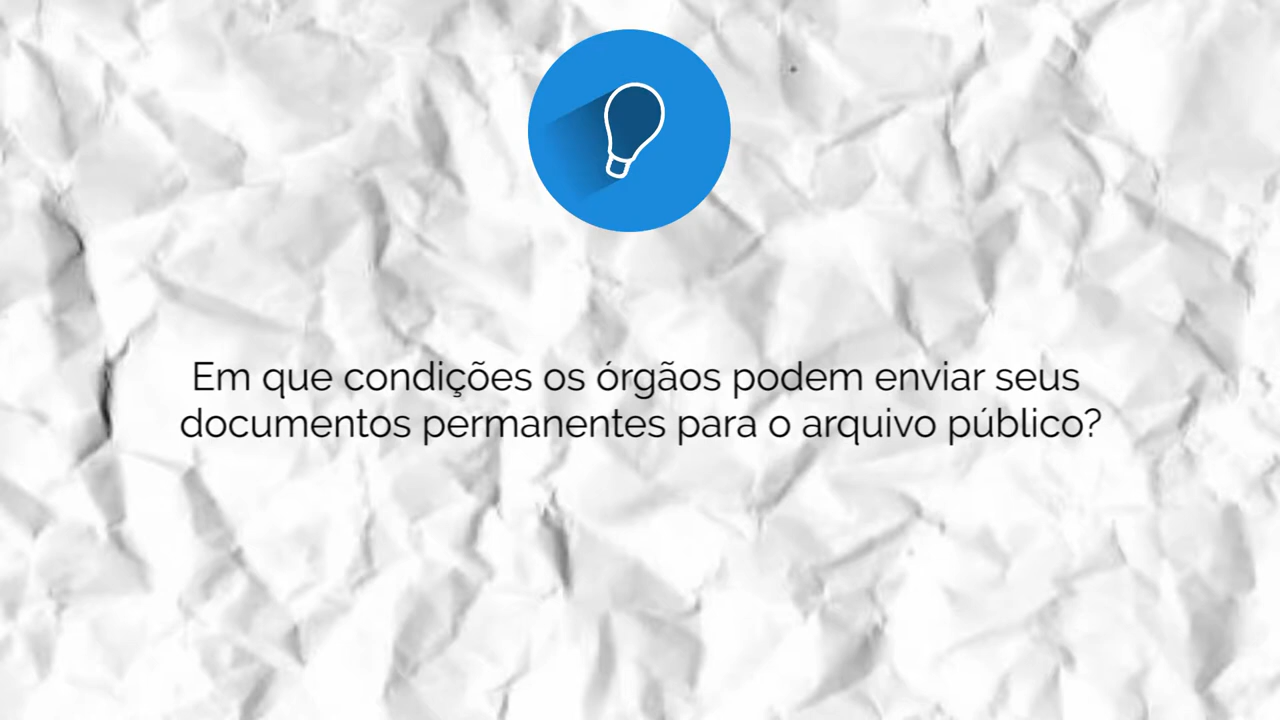 Em que condições os órgãos podem enviar seus
documentos permanentes para o arquivo público?